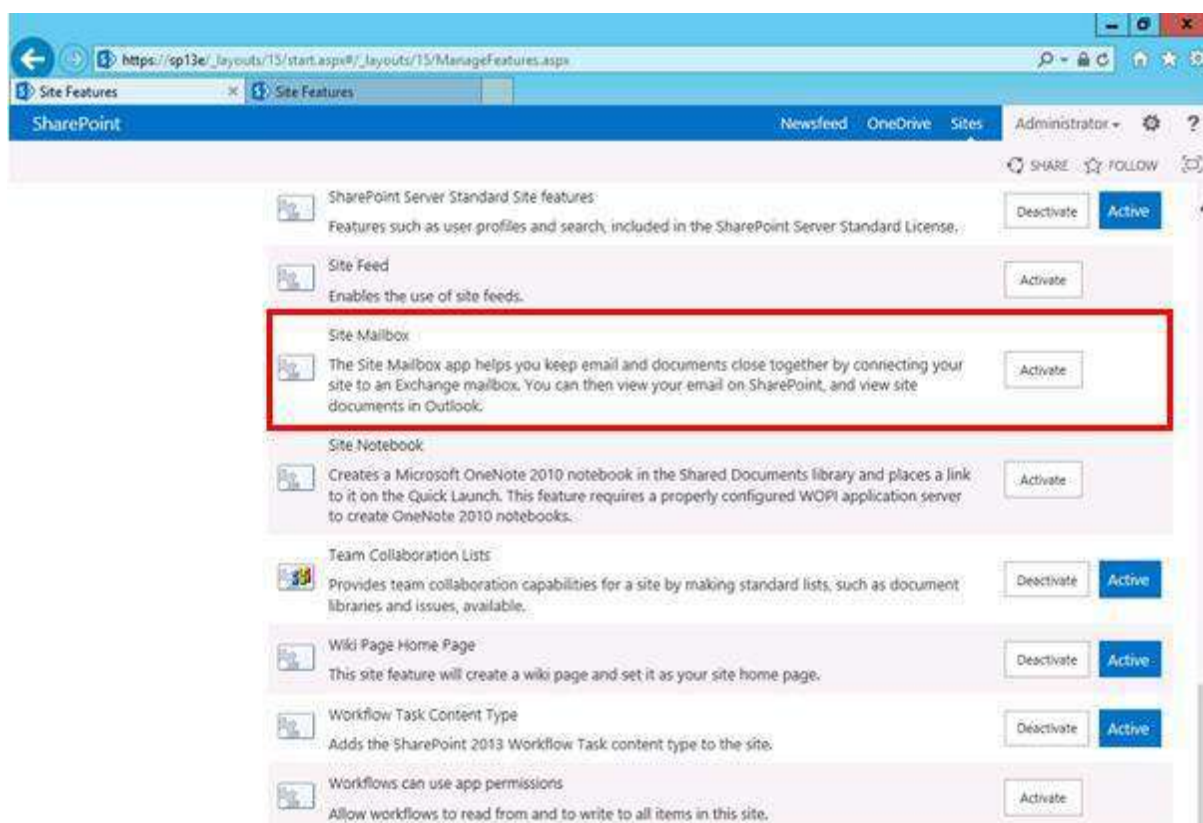 https://sp13e/_layouts/15/start.aspx#/_layouts/15/ManageFeatures.aspx
Site Features
Site Features
SharePoint
Newsfeed OneDrive Sites Administrator ?
SHARE FOLLOW
SharePoint Server Standard Site features
Features such as user profiles and search, included in the SharePoint Server Standard License.
Deactivate Active
Site Feed
Enables the use of site feeds.
Activate
Site Mailbox
The Site Mailbox app helps you keep email and documents close together by connecting your
site to an Exchange mailbox. You can then view your email on SharePoint, and view site
documents in Outlook.
Activate
Site Notebook
Creates a Microsoft OneNote 2010 notebook in the Shared Documents library and places a link
to it on the Quick Launch. This feature requires a properly configured WOPI application server
to create OneNote 2010 notebooks.
Activate
Team Collaboration Lists
Provides team collaboration capabilities for a site by making standard lists, such as document
libraries and issues, available.
Deactivate Active
Wiki Page Home Page
This site feature will create a wiki page and set it as your site home page.
Deactivate Active
Workflow Task Content Type
Adds the SharePoint 2013 Workflow Task content type to the site.
Deactivate Active
Workflows can use app permissions
Allow workflows to read from and to write to all items in this site.
Activate